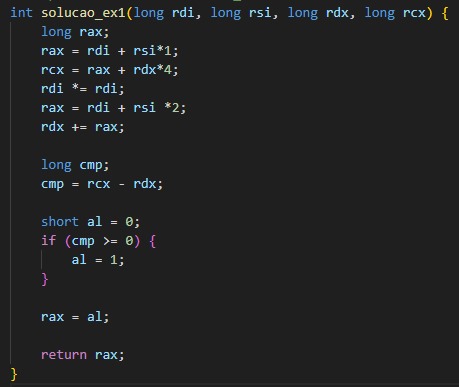 int solucao_ex1(long rdi, long rsi, long rdx, long rcx) {
    long rax;
    rax = rdi + rsi*1;
    rcx = rax + rdx*4;
    rdi *= rdi;
    rax = rdi + rsi *2;
    rdx += rax;

    long cmp;
    cmp = rcx - rdx;

    short al = 0;
    if (cmp >= 0) {
        al = 1;
    }

    rax = al;

    return rax;
}